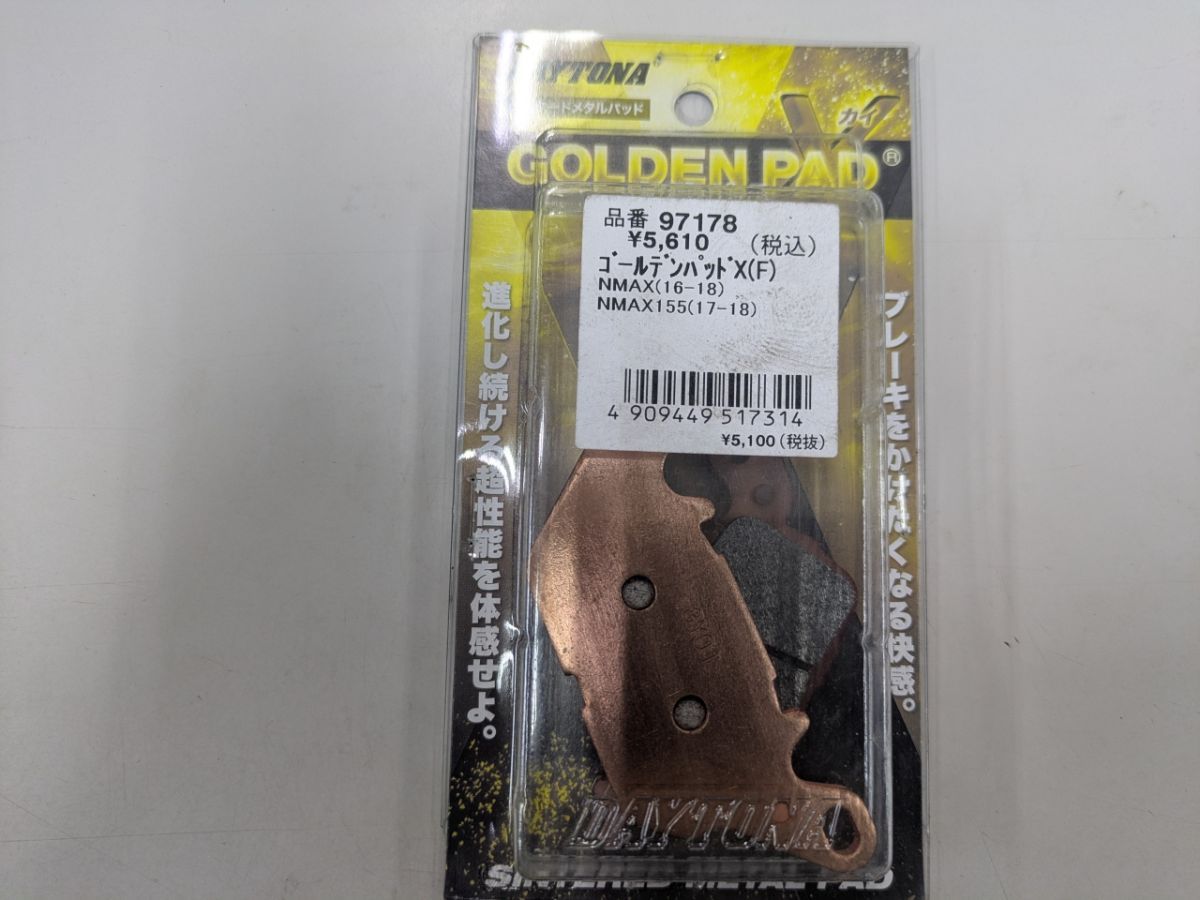 DAYTONA
ードメタルパッド
カイ
GOLDEN PAD®
品番 97178
¥5,610 (税込)
ｺﾞｰﾙﾃﾞﾝﾊﾟｯﾄﾞX(F)
NMAX(16-18)
NMAX155(17-18)
4 909449 517314
¥5,100 (税抜)
進化し続ける超性能を体感せよ。
ブレーキをかけたくなる快感。
DAYTONA
SINTERED METAL PAD